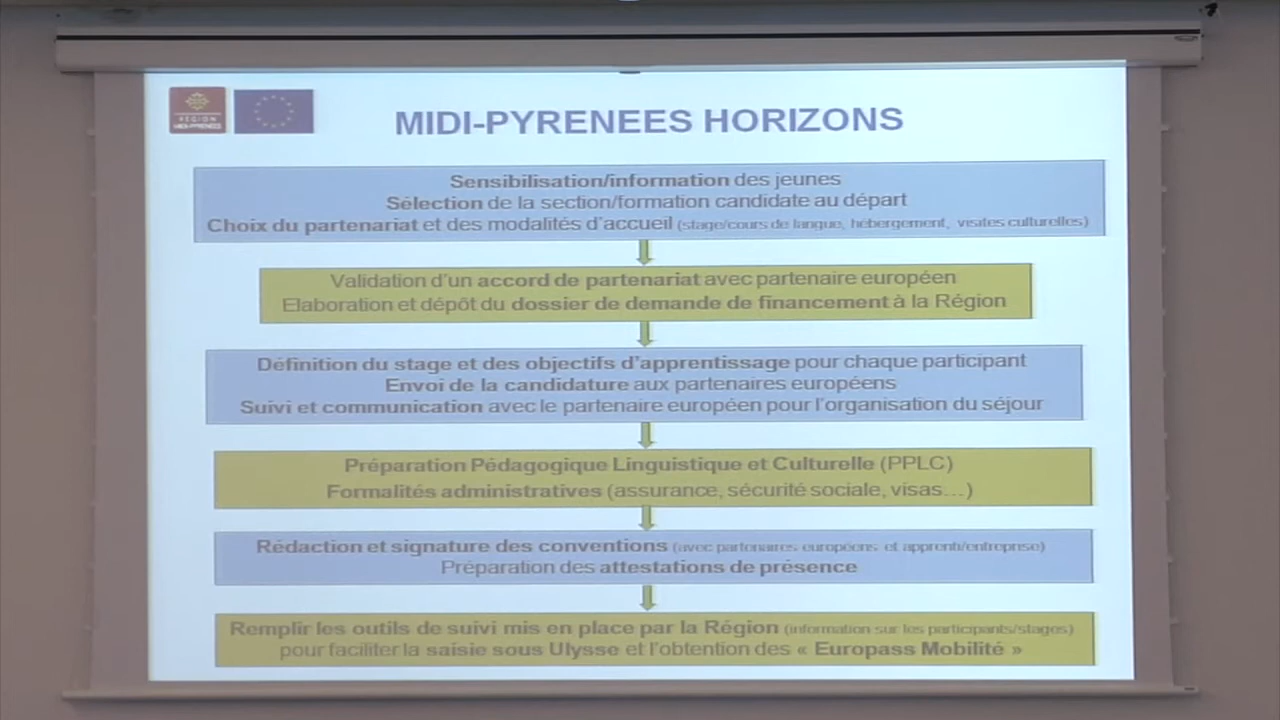 RÉGION
MIDI-PYRÉNÉES
MIDI-PYRENEES HORIZONS
Sensibilisation/information des jeunes
Sélection de la section/formation candidate au départ
Choix du partenariat et des modalités d'accueil (stage/cours de langue, hébergement, visites culturelles)
Validation d'un accord de partenariat avec partenaire européen
Elaboration et dépôt du dossier de demande de financement à la Région
Définition du stage et des objectifs d'apprentissage pour chaque participant
Envoi de la candidature aux partenaires européens
Suivi et communication avec le partenaire européen pour l'organisation du séjour
Préparation Pédagogique Linguistique et Culturelle (PPLC)
Formalités administratives (assurance, sécurité sociale, visas…)
Rédaction et signature des conventions (avec partenaires européens et apprenti/entreprise)
Préparation des attestations de présence
Remplir les outils de suivi mis en place par la Région (information sur les participants/stages)
pour faciliter la saisie sous Ulysse et l'obtention des « Europass Mobilité »